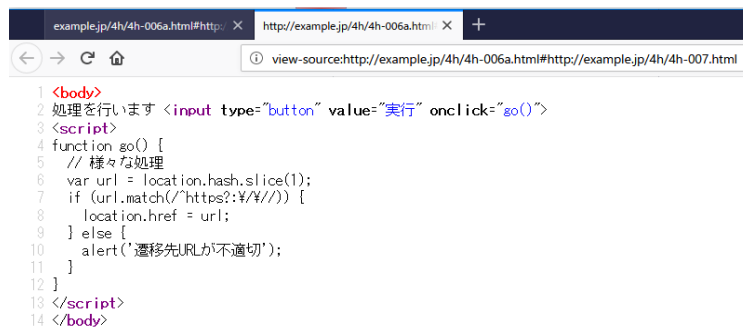 example.jp/4h/4h-006a.html#http:/
http://example.jp/4h/4h-006a.html
view-source:http://example.jp/4h/4h-006a.html#http://example.jp/4h/4h-007.html
1 <body>
2 処理を行います <input type="button" value="実行" onclick="go()">
3 <script>
4 function go() {
5   // 様々な処理
6   var url = location.hash.slice(1);
7   if (url.match(/^https?:¥/¥//)) {
8     location.href = url;
9   } else {
10     alert('遷移先URLが不適切');
11   }
12 }
13 </script>
14 </body>